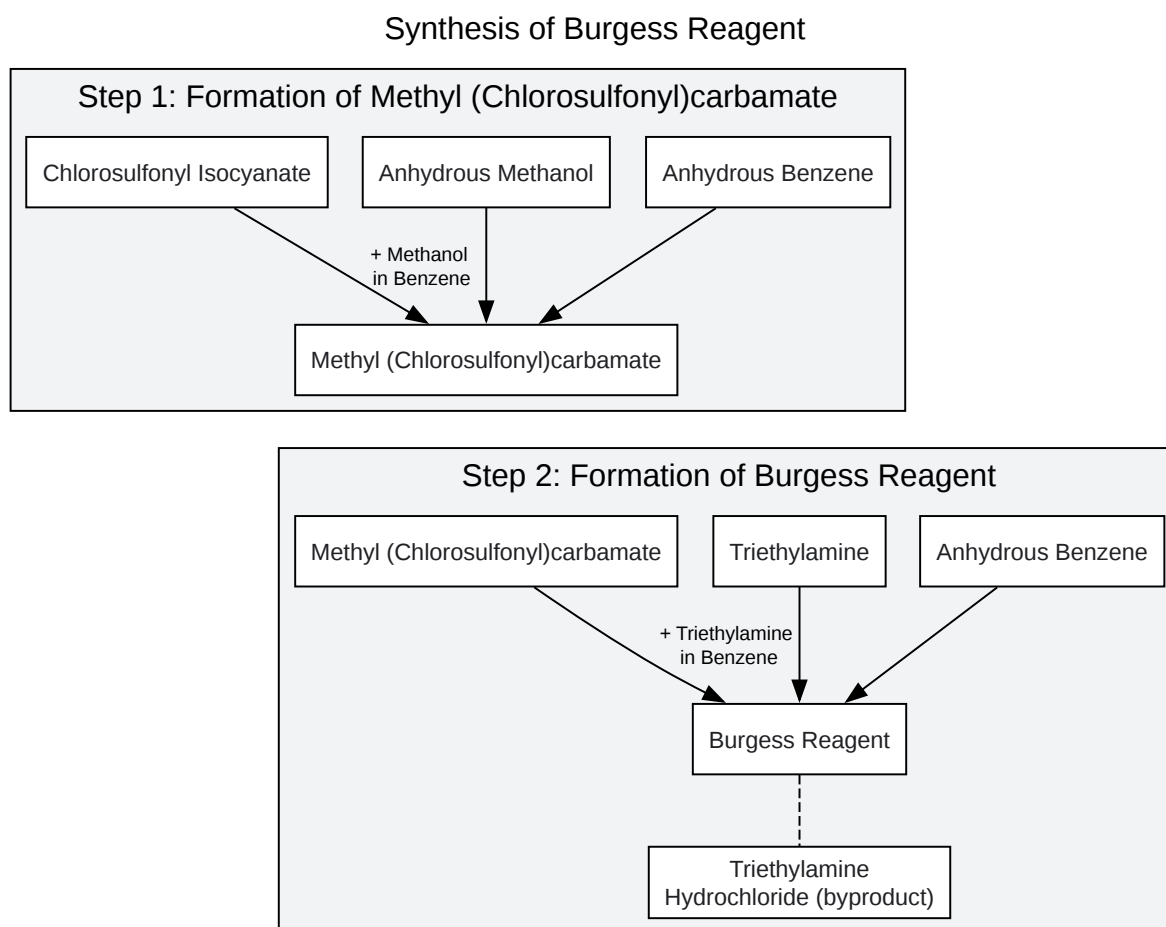 Synthesis of Burgess Reagent
Step 1: Formation of Methyl (Chlorosulfonyl)carbamate
Chlorosulfonyl Isocyanate
Anhydrous Methanol
Anhydrous Benzene
+ Methanol
in Benzene
Methyl (Chlorosulfonyl)carbamate
Step 2: Formation of Burgess Reagent
Methyl (Chlorosulfonyl)carbamate
Triethylamine
Anhydrous Benzene
+ Triethylamine
in Benzene
Burgess Reagent
Triethylamine
Hydrochloride (byproduct)